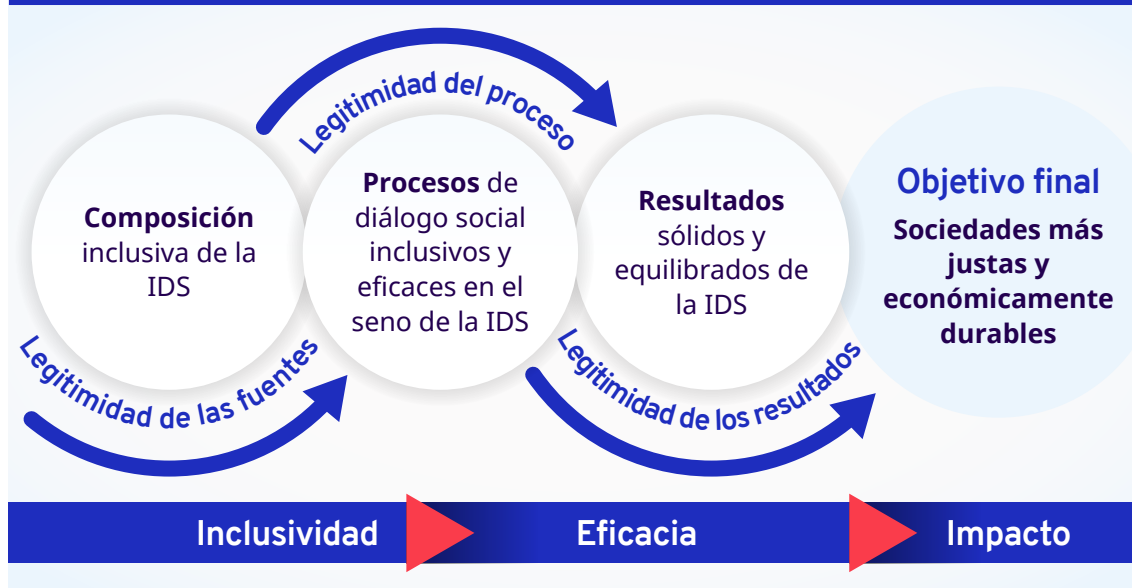 Legitimidad del proceso
Composición
inclusiva de la
IDS
Procesos de
diálogo social
inclusivos y
eficaces en el
seno de la IDS
Resultados
sólidos y
equilibrados de
la IDS
Objetivo final
Sociedades más
justas y
económicamente
durables
Legitimidad de las fuentes
Legitimidad de los resultados
Inclusividad
Eficacia
Impacto